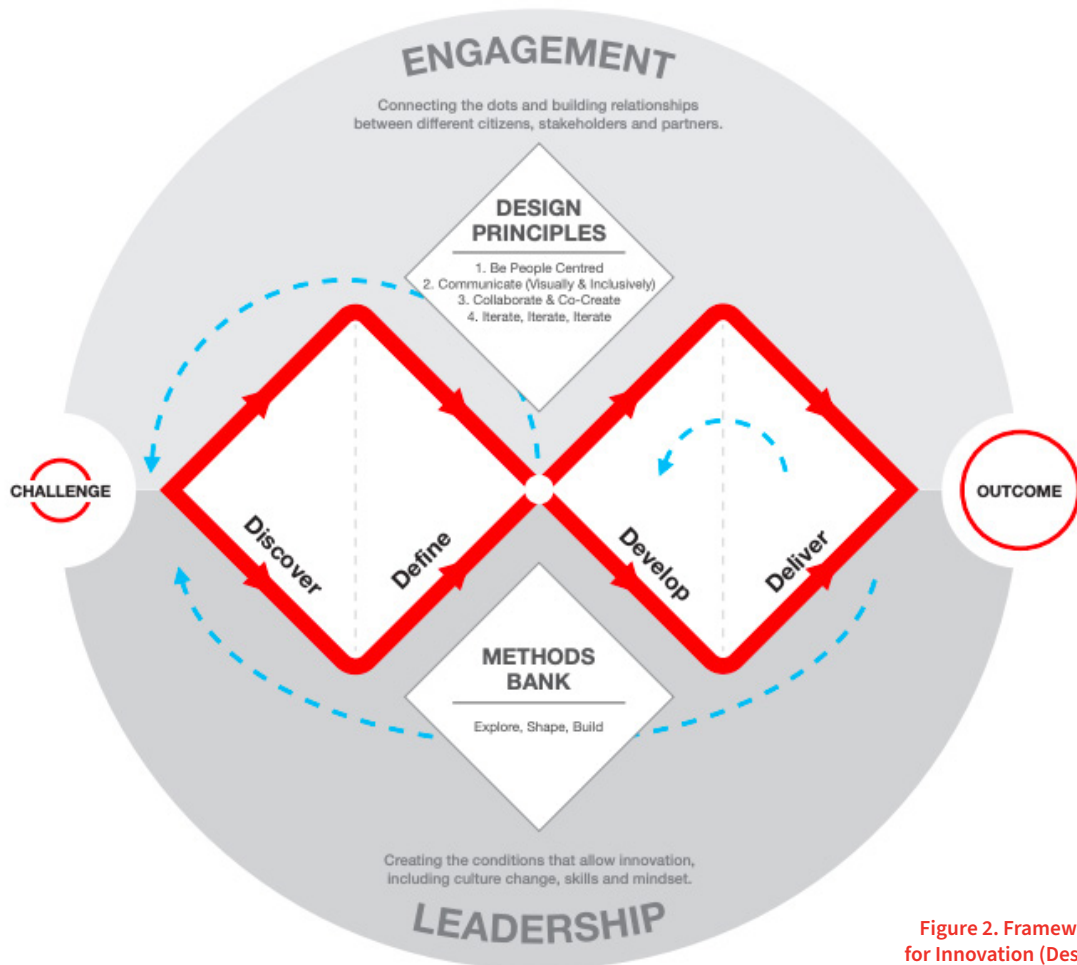 ENGAGEMENT
Connecting the dots and building relationships
between different citizens, stakeholders and partners.
DESIGN
PRINCIPLES
1. Be People Centred
2. Communicate (Visually & Inclusively)
3. Collaborate & Co-Create
4. Iterate, Iterate, Iterate
CHALLENGE
OUTCOME
Discover
Define
Develop
Deliver
METHODS
BANK
Explore, Shape, Build
Creating the conditions that allow innovation,
including culture change, skills and mindset.
LEADERSHIP
Figure 2.
for Innovation